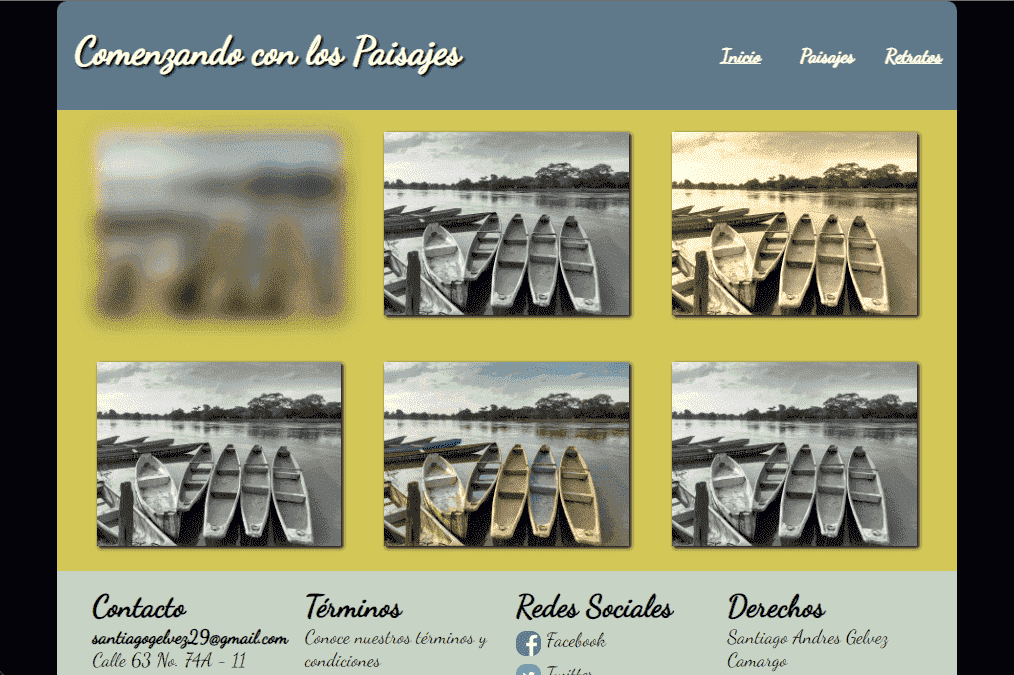 Comenzando con los Paisajes
Inicio Paisajes Retratos
Contacto
santiagogelvez29@gmail.com
Calle 63 No. 74A - 11
Términos
Conoce nuestros términos y
condiciones
Redes Sociales
Facebook
Twitter
Derechos
Santiago Andres Gelvez
Camargo